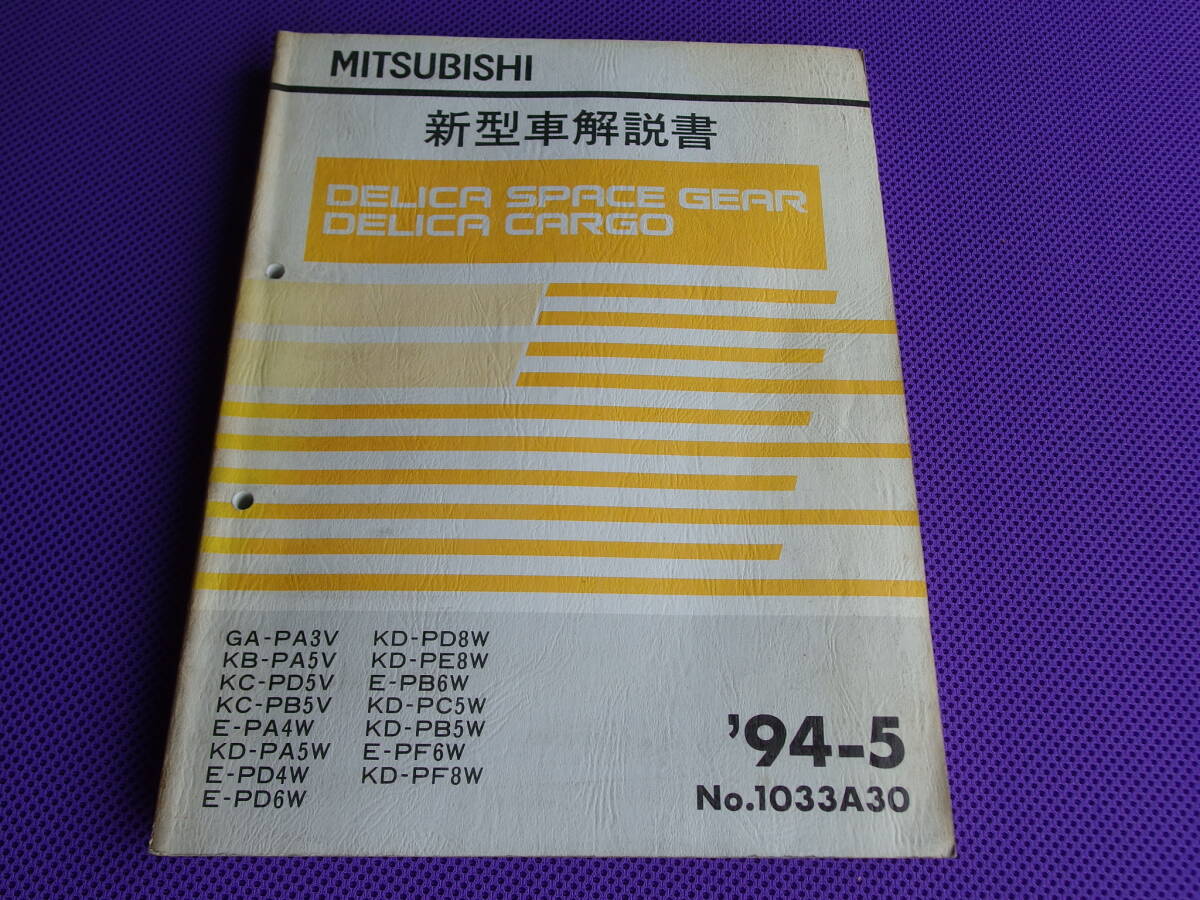 MITSUBISHI
新型車解説書
DELICA SPACE GEAR
DELICA CARGO
GA-PA3V
KB-PA5V
KC-PD5V
KC-PB5V
E-PA4W
KD-PA5W
E-PD4W
E-PD6W
KD-PD8W
KD-PE8W
E-PB6W
KD-PC5W
KD-PB5W
E-PF6W
KD-PF8W
'94-5
No.1033A30